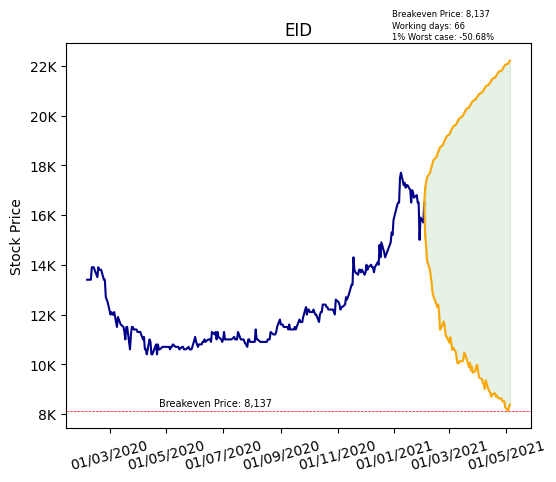 Breakeven Price: 8,137
Working days: 66
1% Worst case: -50.68%
EID
Stock Price
22K
20K
18K
16K
14K
12K
10K
8K
Breakeven Price: 8,137
01/03/2020
01/05/2020
01/07/2020
01/09/2020
01/11/2020
01/01/2021
01/03/2021
01/05/2021